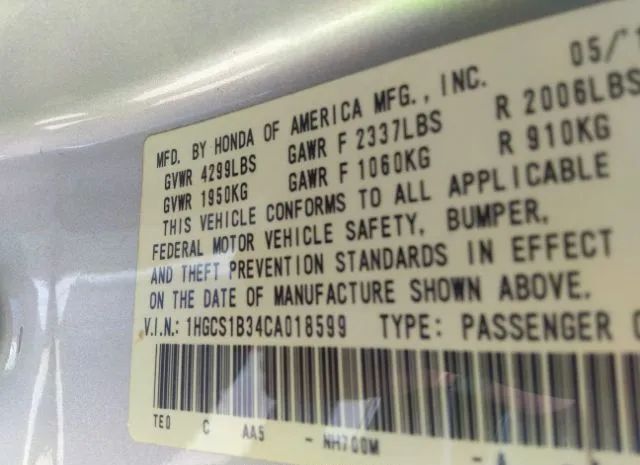 05/1
MFD. BY HONDA OF AMERICA MFG., INC.
GVWR 4299LBS GAWR F 2337LBS R 2006LBS
GVWR 1950KG GAWR F 1060KG R 910KG
THIS VEHICLE CONFORMS TO ALL APPLICABLE
FEDERAL MOTOR VEHICLE SAFETY, BUMPER,
AND THEFT PREVENTION STANDARDS IN EFFECT
ON THE DATE OF MANUFACTURE SHOWN ABOVE.
V.I.N.: 1HGCS1B34CA018599 TYPE: PASSENGER
TE0 C AA5 - NH700M - A